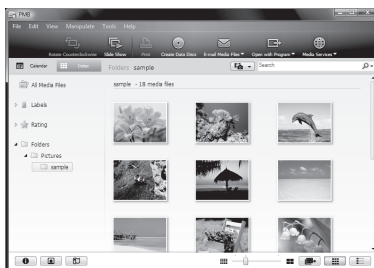 PMB
File Edit View Manipulate Tools Help
Rotate Counterclockwise Slide Show Print Create Data Discs E-mail Media Files Open with Program Media Services
Calendar Index Folders: sample Search
All Media Files
sample - 18 media files
Labels
Rating
Folders
Pictures
sample